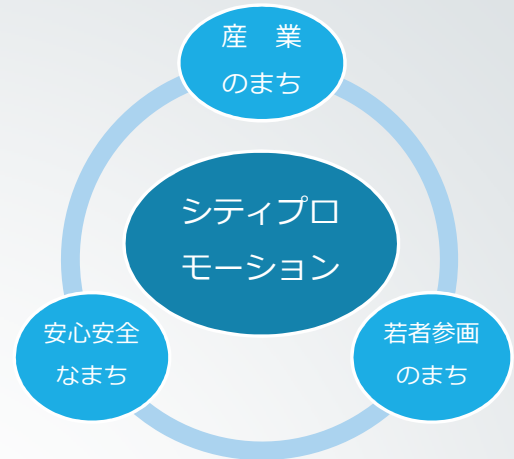 産　業
のまち
シティプロ
モーション
安心安全
なまち
若者参画
のまち